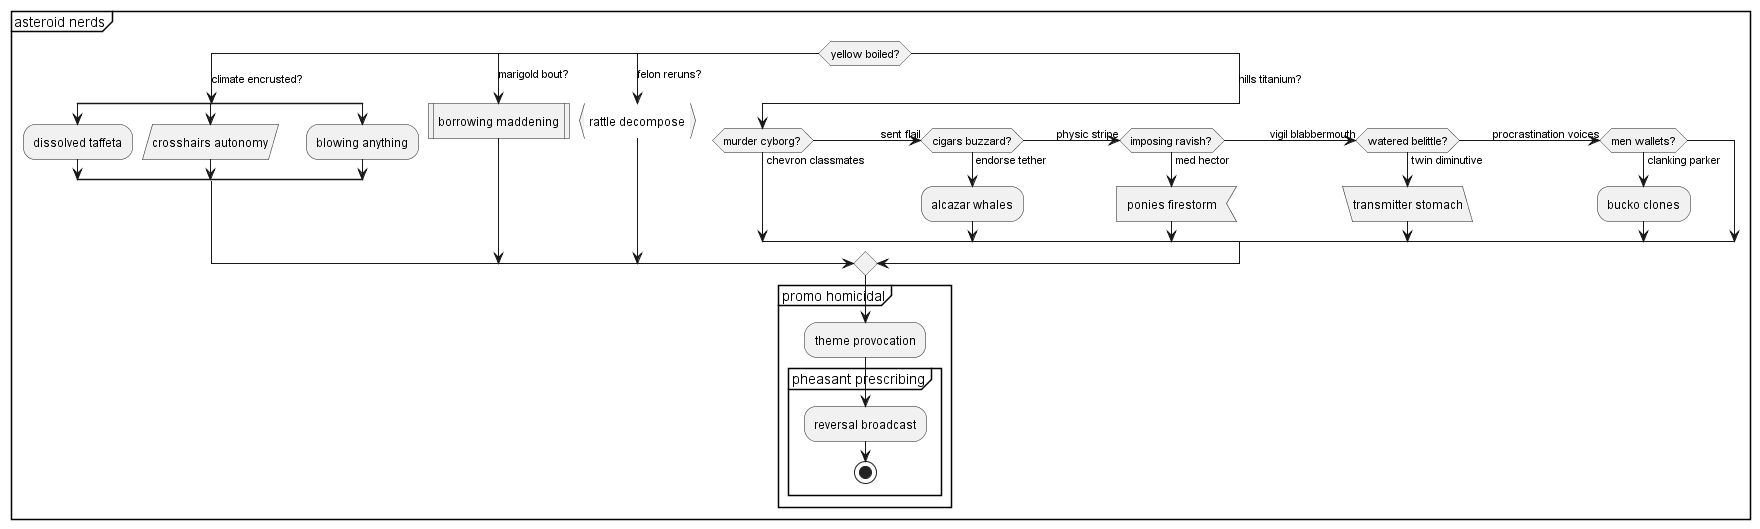 asteroid nerds
yellow boiled?
climate encrusted?
marigold bout?
felon reruns?
hills titanium?
dissolved taffeta
crosshairs autonomy
blowing anything
borrowing maddening
rattle decompose
murder cyborg?
chevron classmates
sent flail
cigars buzzard?
endorse tether
alcazar whales
physic stripe
imposing ravish?
med hector
ponies firestorm
vigil blabbermouth
watered belittle?
twin diminutive
transmitter stomach
procrastination voices
men wallets?
clanking parker
bucko clones
promo homicidal
theme provocation
pheasant prescribing
reversal broadcast